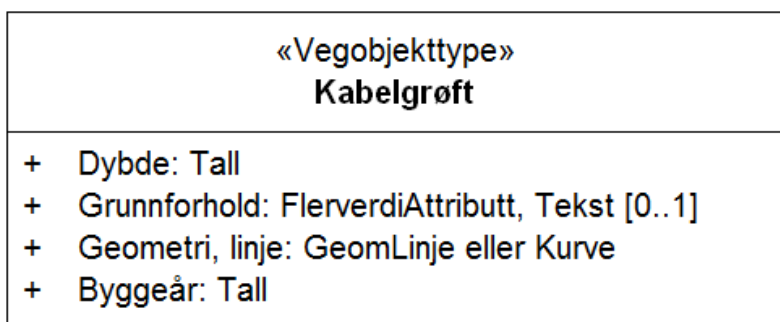 «Vegobjekttype»
Kabelgrøft
+ Dybde: Tall
+ Grunnforhold: FlerverdiAttributt, Tekst [0..1]
+ Geometri, linje: GeomLinje eller Kurve
+ Byggeår: Tall